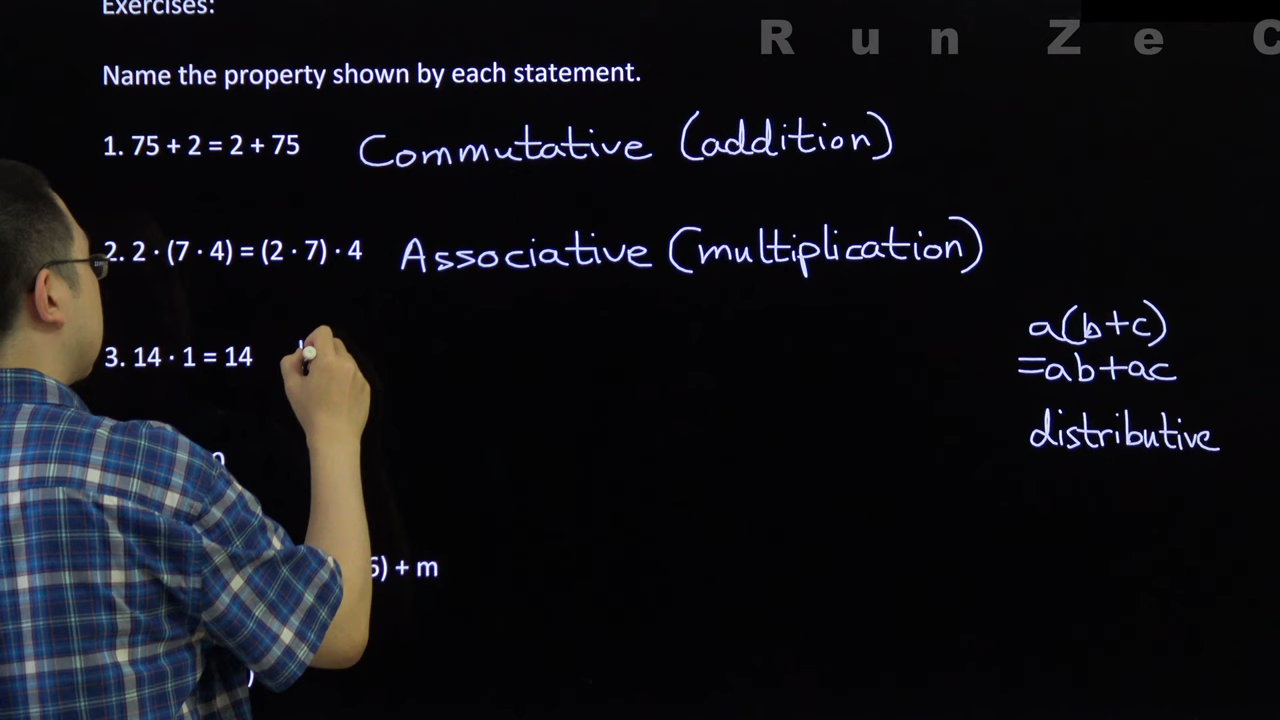 Exercises:
R u n Z e C
Name the property shown by each statement.
1. 75 + 2 = 2 + 75 Commutative (addition)
2. 2 · (7 · 4) = (2 · 7) · 4 Associative (multiplication)
a(b+c)
=ab+ac
3. 14 · 1 = 14
distributive
6) + m
)